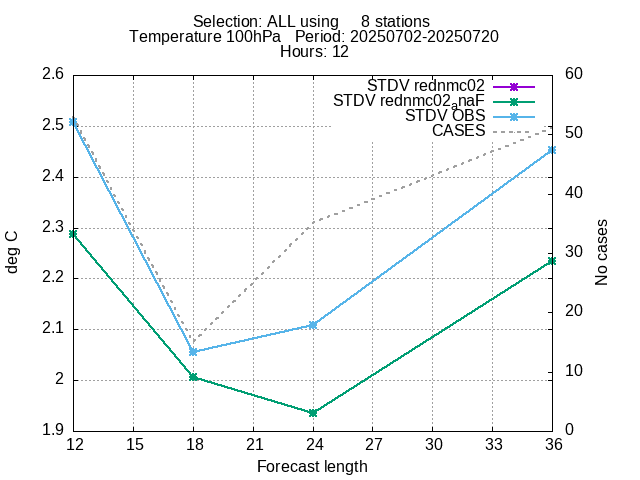 Selection: ALL using     8 stations
Temperature 100hPa   Period: 20250702-20250720
Hours: 12
STDV rednmc02
STDV rednmc02anaF
STDV OBS
CASES
2.6
2.5
2.4
2.3
2.2
2.1
2
1.9
60
50
40
30
20
10
0
deg C
No cases
12 15 18 21 24 27 30 33 36
Forecast length